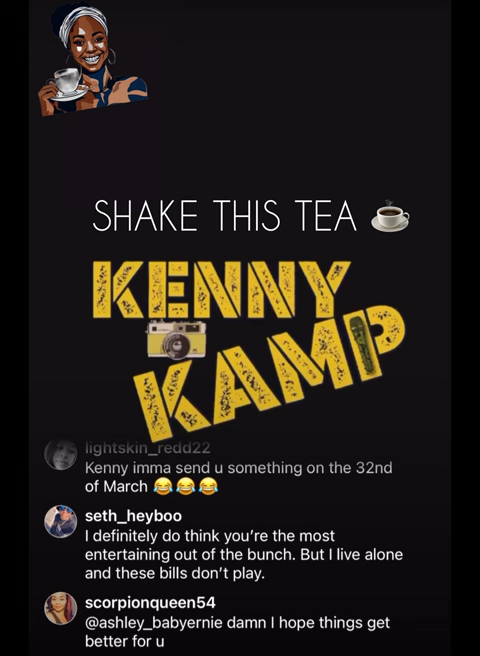 SHAKE THIS TEA ☕
KENNY
KAMP
lightskin_redd22
Kenny imma send u something on the 32nd
of March 😂😂😂
seth_heyboo
I definitely do think you're the most
entertaining out of the bunch. But I live alone
and these bills don't play.
scorpionqueen54
@ashley_babyernie damn I hope things get
better for u